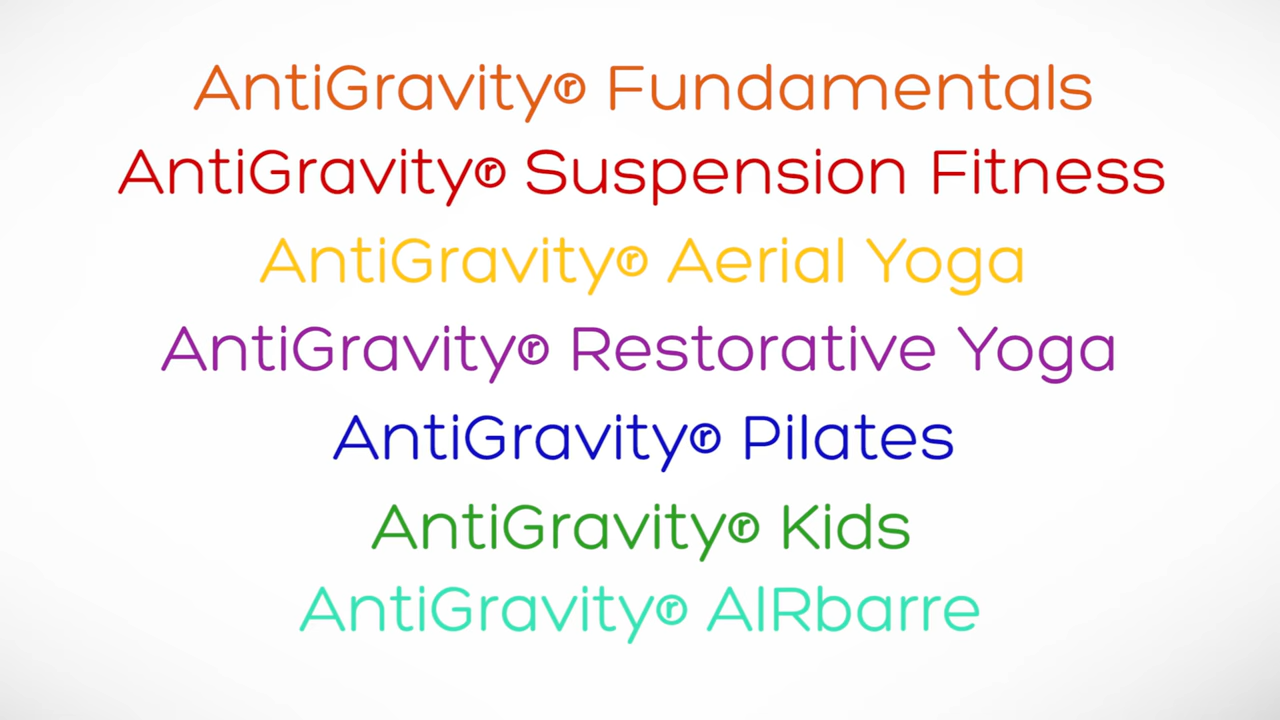 AntiGravity® Fundamentals
AntiGravity® Suspension Fitness
AntiGravity® Aerial Yoga
AntiGravity® Restorative Yoga
AntiGravity® Pilates
AntiGravity® Kids
AntiGravity® AIRbarre